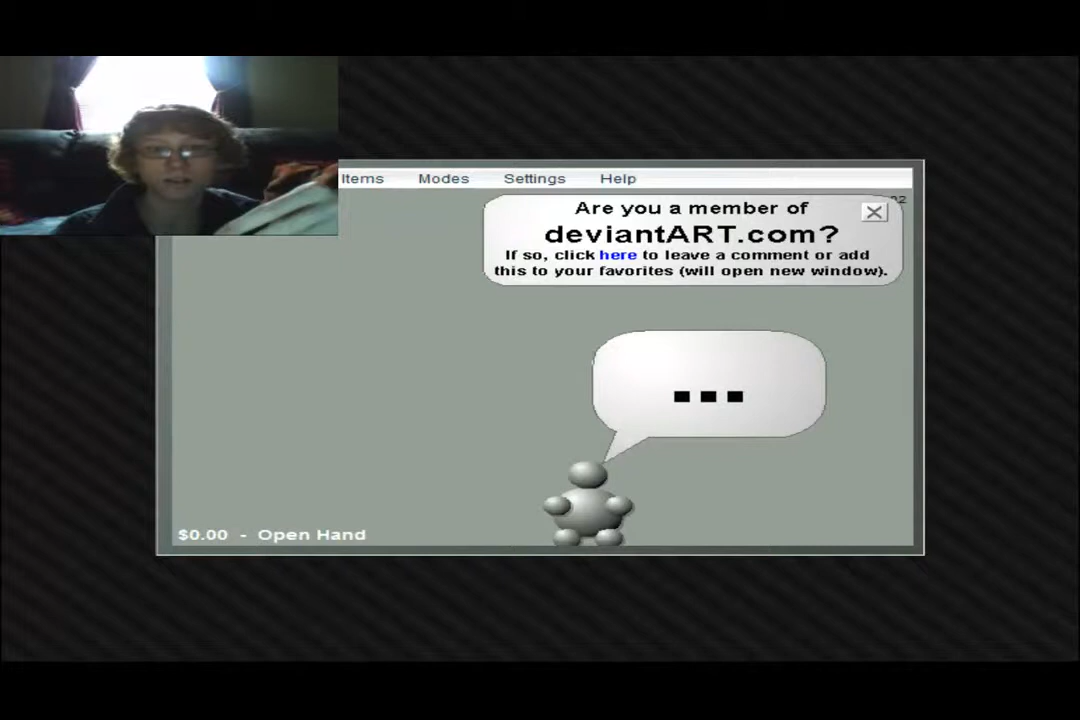 Items Modes Settings Help
Are you a member of
deviantART.com?
If so, click here to leave a comment or add
this to your favorites (will open new window).
...
$0.00 - Open Hand